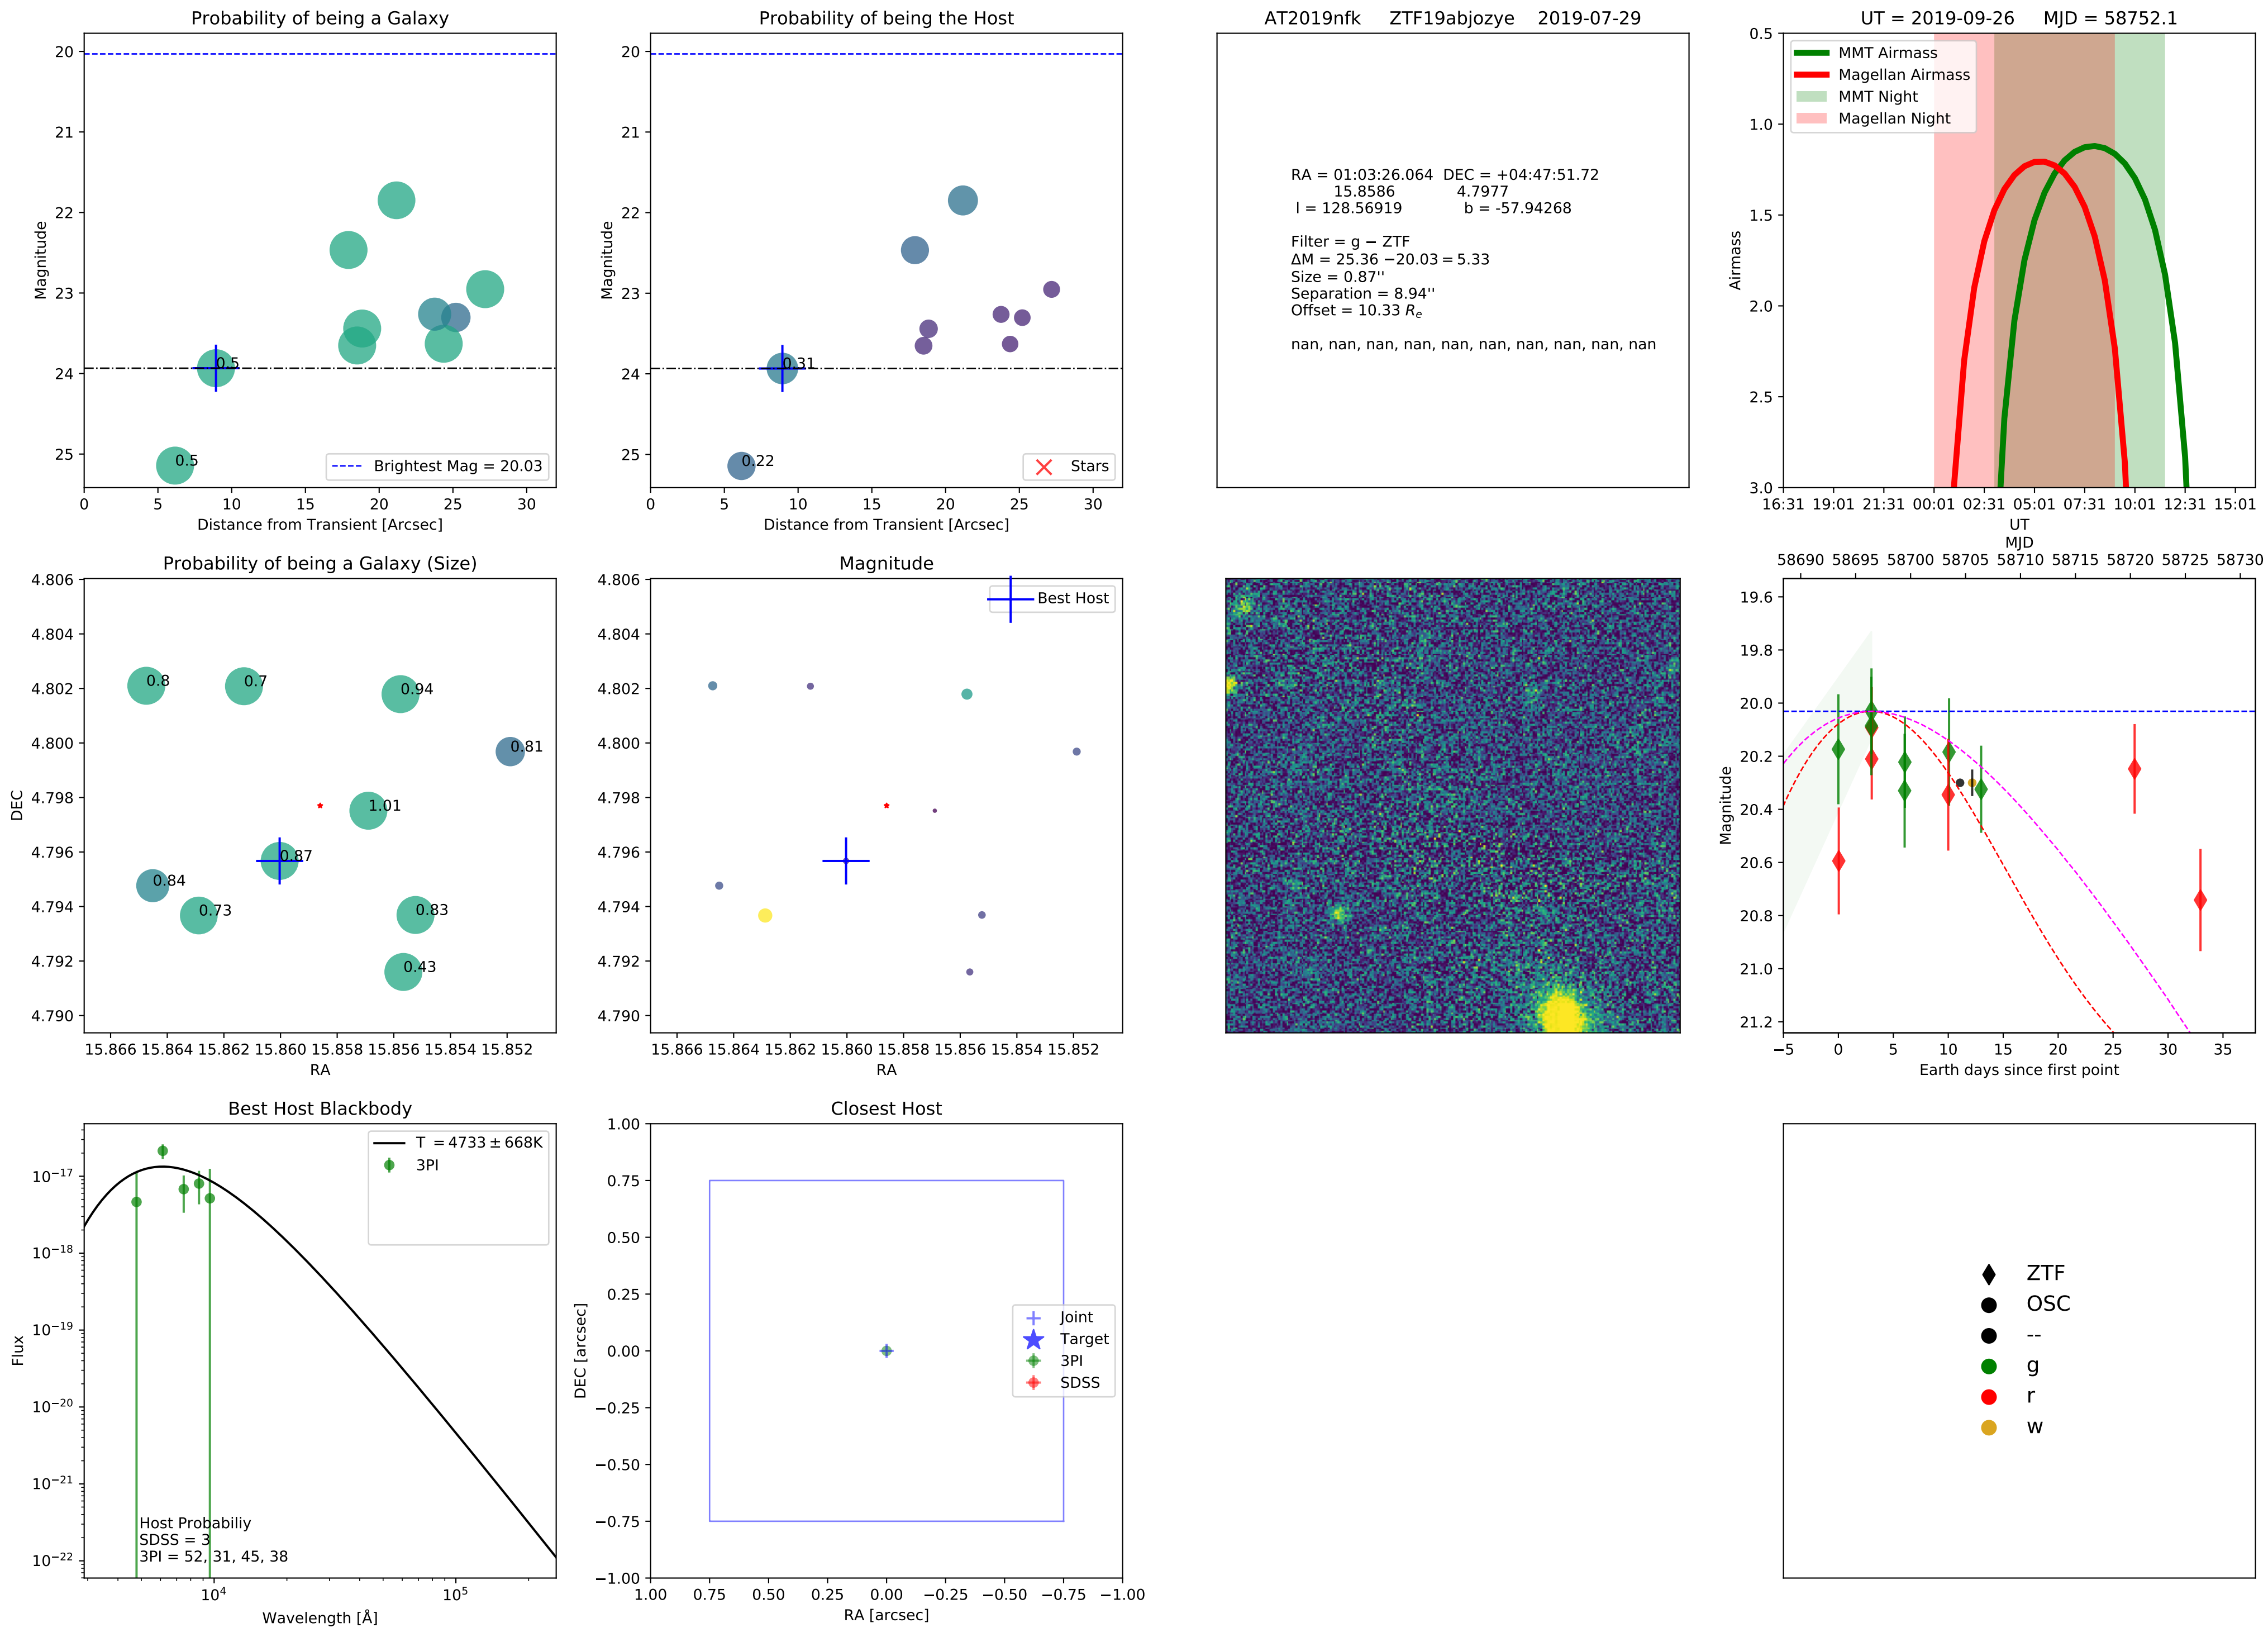 Probability of being a Galaxy
20
21
22
23
24
25
Magnitude
0.5
0.5
Brightest Mag = 20.03
0 5 10 15 20 25 30
Distance from Transient [Arcsec]
Probability of being the Host
20
21
22
23
24
25
Magnitude
0.31
0.22
Stars
0 5 10 15 20 25 30
Distance from Transient [Arcsec]
AT2019nfk ZTF19abjozye 2019-07-29
RA = 01:03:26.064 DEC = +04:47:51.72
15.8586 4.7977
l = 128.56919 b = -57.94268
Filter = g − ZTF
ΔM = 25.36 −20.03 = 5.33
Size = 0.87''
Separation = 8.94''
Offset = 10.33 Re
nan, nan, nan, nan, nan, nan, nan, nan, nan, nan
UT = 2019-09-26 MJD = 58752.1
MMT Airmass
Magellan Airmass
MMT Night
Magellan Night
0.5
1.0
1.5
2.0
2.5
3.0
Airmass
16:31 19:01 21:31 00:01 02:31 05:01 07:31 10:01 12:31 15:01
UT
Probability of being a Galaxy (Size)
4.806
4.804
4.802
4.800
4.798
4.796
4.794
4.792
4.790
DEC
0.8
0.7
0.94
0.81
1.01
0.87
0.84
0.73
0.83
0.43
15.866 15.864 15.862 15.860 15.858 15.856 15.854 15.852
RA
Magnitude
Best Host
4.806
4.804
4.802
4.800
4.798
4.796
4.794
4.792
4.790
15.866 15.864 15.862 15.860 15.858 15.856 15.854 15.852
RA
MJD
58690 58695 58700 58705 58710 58715 58720 58725 58730
19.6
19.8
20.0
20.2
20.4
20.6
20.8
21.0
21.2
Magnitude
−5 0 5 10 15 20 25 30 35
Earth days since first point
Best Host Blackbody
T = 4733 ± 668K
3PI
10−17
10−18
10−19
10−20
10−21
10−22
Flux
Host Probabiliy
SDSS = 3
3PI = 52, 31, 45, 38
10^4 10^5
Wavelength [Å]
Closest Host
1.00
0.75
0.50
0.25
0.00
−0.25
−0.50
−0.75
−1.00
DEC [arcsec]
Joint
Target
3PI
SDSS
1.00 0.75 0.50 0.25 0.00 −0.25 −0.50 −0.75 −1.00
RA [arcsec]
ZTF
OSC
--
g
r
w